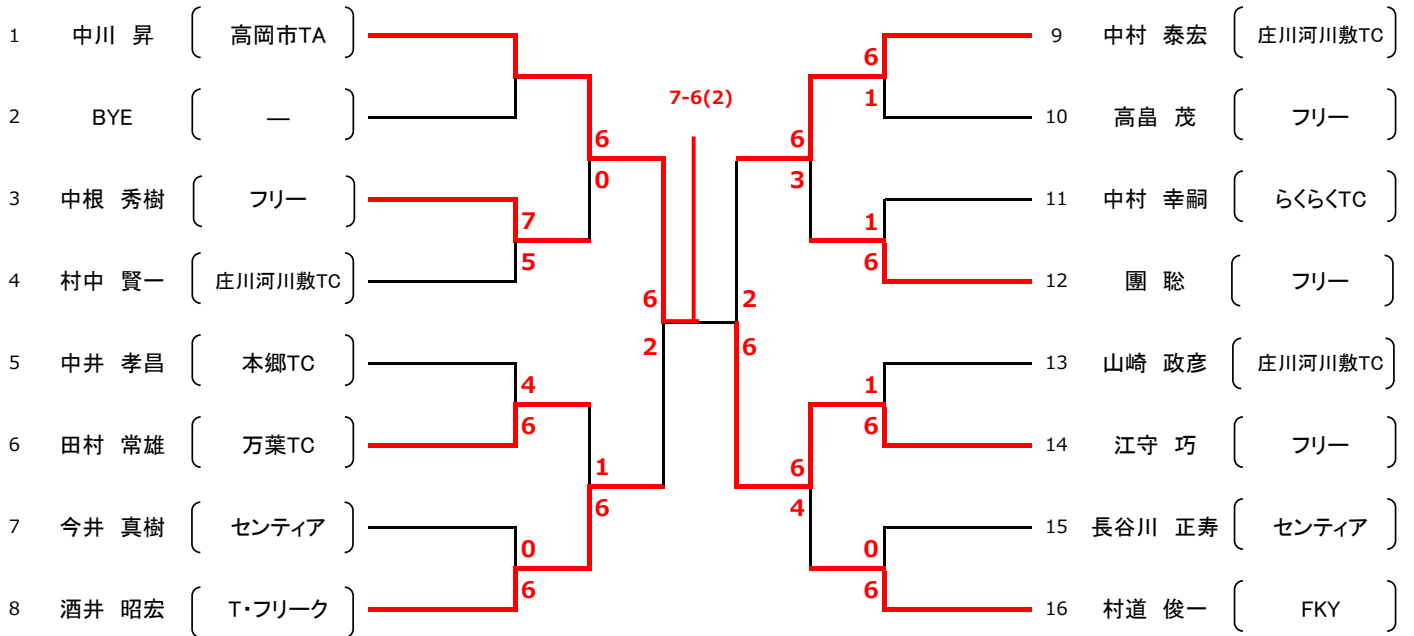 1 中川 昇 高岡市TA
2 BYE ―
3 中根 秀樹 フリー
4 村中 賢一 庄川河川敷TC
5 中井 孝昌 本郷TC
6 田村 常雄 万葉TC
7 今井 真樹 センティア
8 酒井 昭宏 T・フリーク
7
5
4
6
0
6
6
0
1
6
6
2
7-6(2)
2
6
6
3
6
4
6
1
1
6
1
6
0
6
9 中村 泰宏 庄川河川敷TC
10 高畠 茂 フリー
11 中村 幸嗣 らくらくTC
12 團 聡 フリー
13 山崎 政彦 庄川河川敷TC
14 江守 巧 フリー
15 長谷川 正寿 センティア
16 村道 俊一 FKY